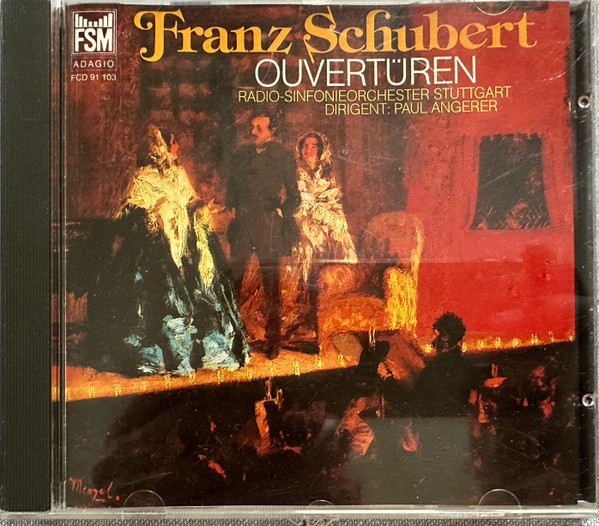 FSM
ADAGIO
FCD 91 103
Franz Schubert
OUVERTÜREN
RADIO-SINFONIEORCHESTER STUTTGART
DIRIGENT: PAUL ANGERER
Menzel.